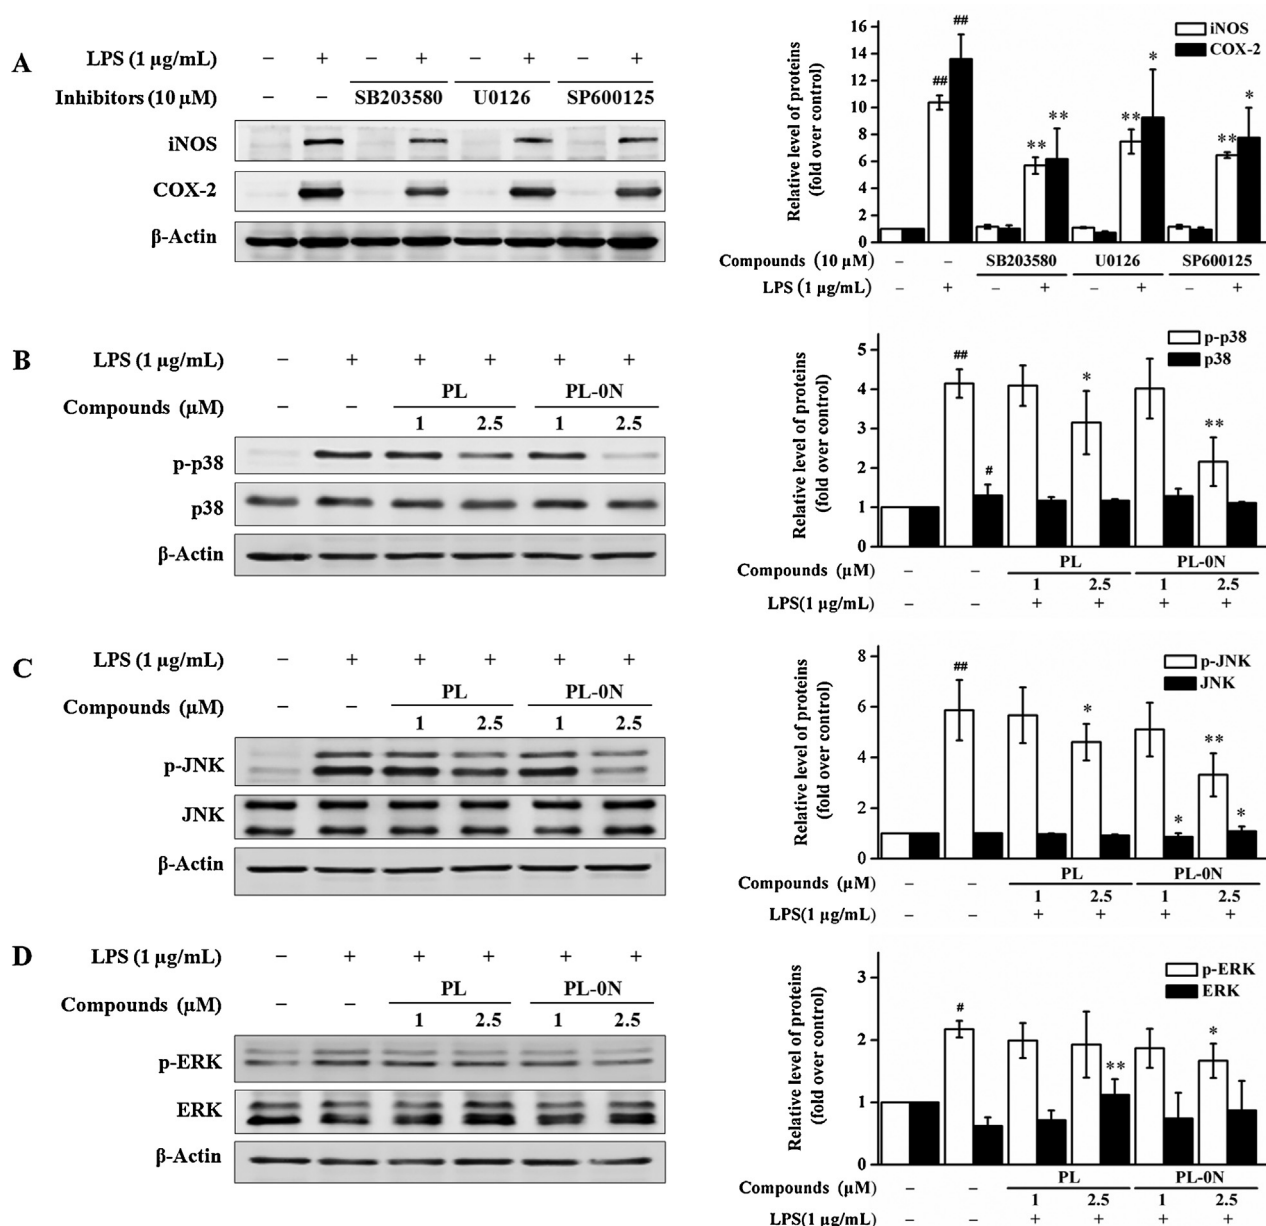 A
LPS (1 µg/mL) – + – + – + – +
Inhibitors (10 µM) – – SB203580 U0126 SP600125
iNOS
COX-2
β-Actin
iNOS
COX-2
Relative level of proteins
(fold over control)
16
14
12
10
8
6
4
2
0
## ## ** ** ** * ** *
Compounds (10 µM) – – SB203580 U0126 SP600125
LPS (1 µg/mL) – + – + – + – +
B
LPS (1 µg/mL) – + + + + +
PL PL-0N
Compounds (µM) – – 1 2.5 1 2.5
p-p38
p38
β-Actin
p-p38
p38
Relative level of proteins
(fold over control)
5
4
3
2
1
0
## # * **
PL PL-0N
Compounds (µM) – – 1 2.5 1 2.5
LPS(1 µg/mL) – – + + + +
C
LPS (1 µg/mL) – + + + + +
PL PL-0N
Compounds (µM) – – 1 2.5 1 2.5
p-JNK
JNK
β-Actin
p-JNK
JNK
Relative level of proteins
(fold over control)
8
6
4
2
0
## * * ** *
PL PL-0N
Compounds (µM) – – 1 2.5 1 2.5
LPS(1 µg/mL) – – + + + +
D
LPS (1 µg/mL) – + + + + +
PL PL-0N
Compounds (µM) – – 1 2.5 1 2.5
p-ERK
ERK
β-Actin
p-ERK
ERK
Relative level of proteins
(fold over control)
3
2
1
0
# ** *
PL PL-0N
Compounds (µM) – – 1 2.5 1 2.5
LPS(1 µg/mL) – – + + + +